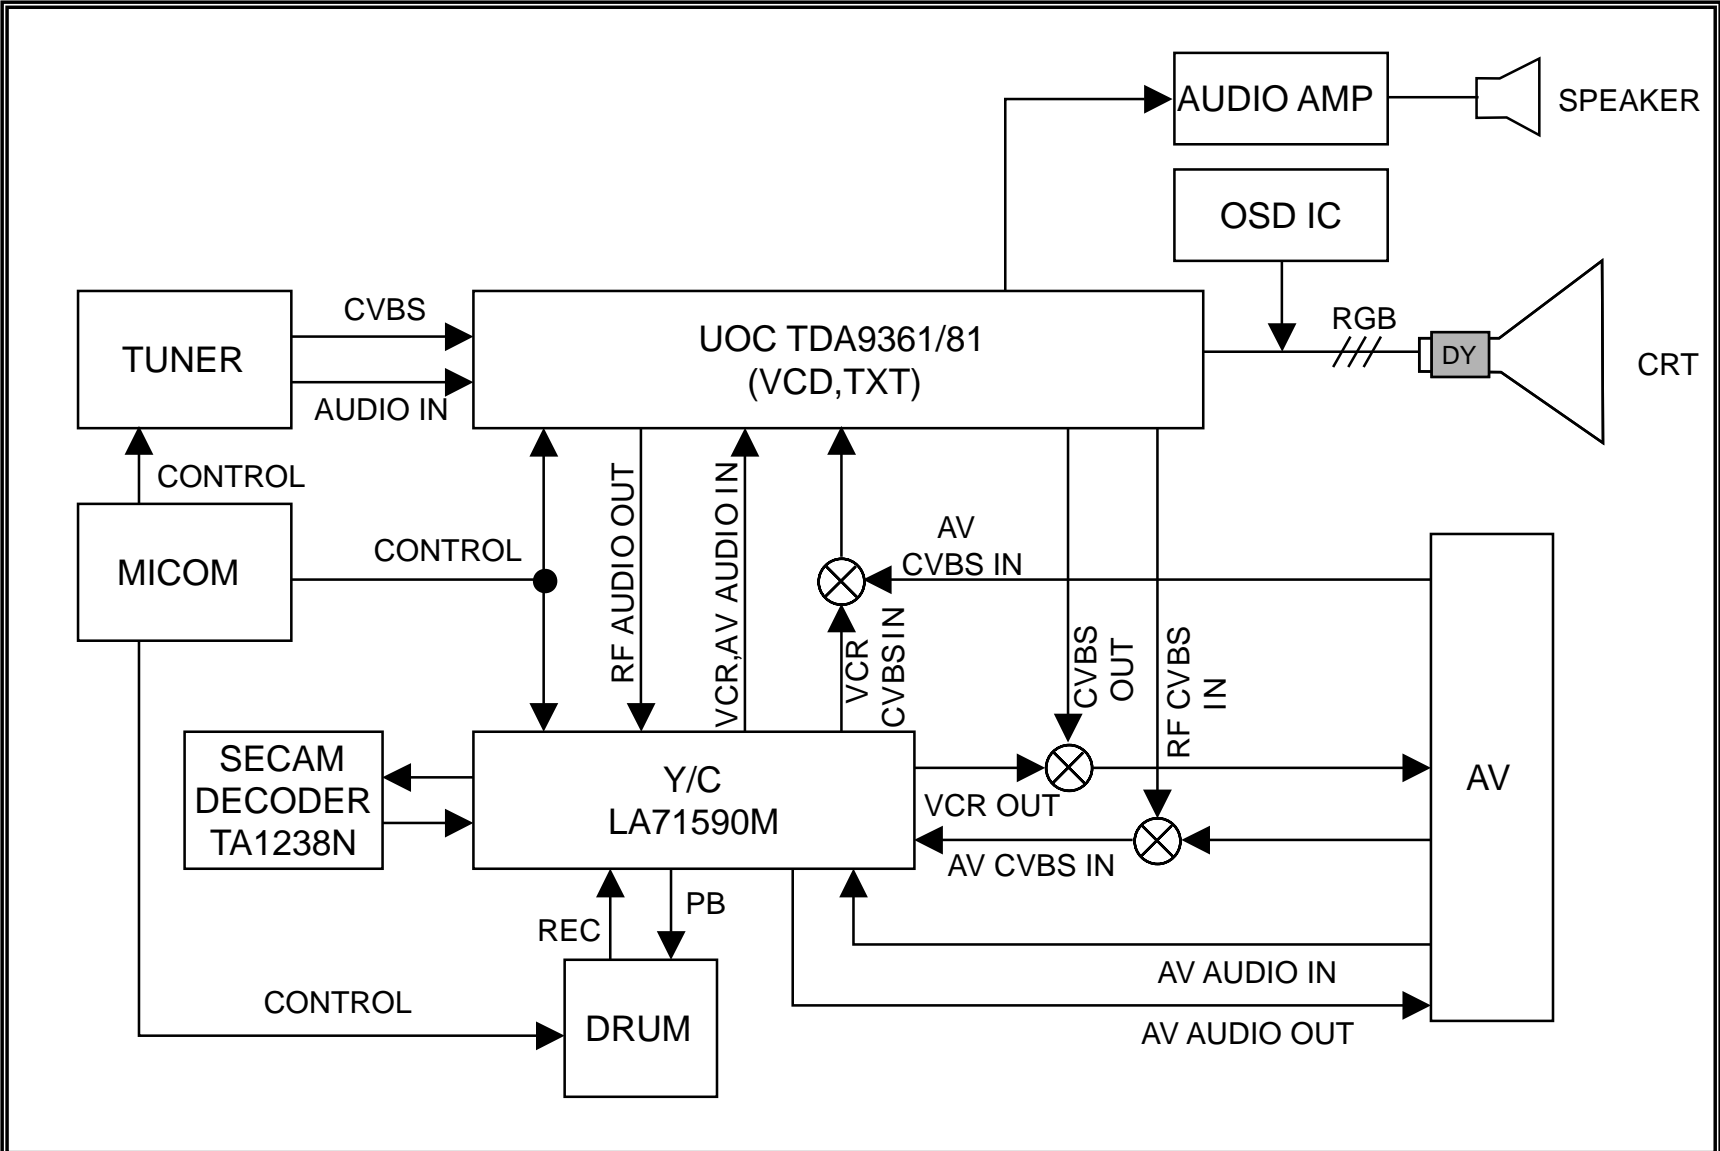 AUDIO AMP
SPEAKER
OSD IC
CVBS
TUNER
AUDIO IN
UOC TDA9361/81
(VCD,TXT)
RGB
DY
CRT
CONTROL
MICOM
CONTROL
RF AUDIO OUT
VCR,AV AUDIO IN
AV
CVBS IN
VCR
CVBS IN
CVBS
OUT
RF CVBS
IN
SECAM
DECODER
TA1238N
Y/C
LA71590M
VCR OUT
AV CVBS IN
AV
REC
PB
AV AUDIO IN
CONTROL
DRUM
AV AUDIO OUT